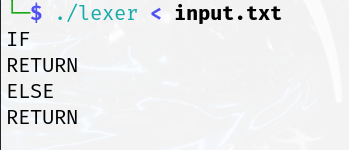 └─$ ./lexer < input.txt
IF
RETURN
ELSE
RETURN